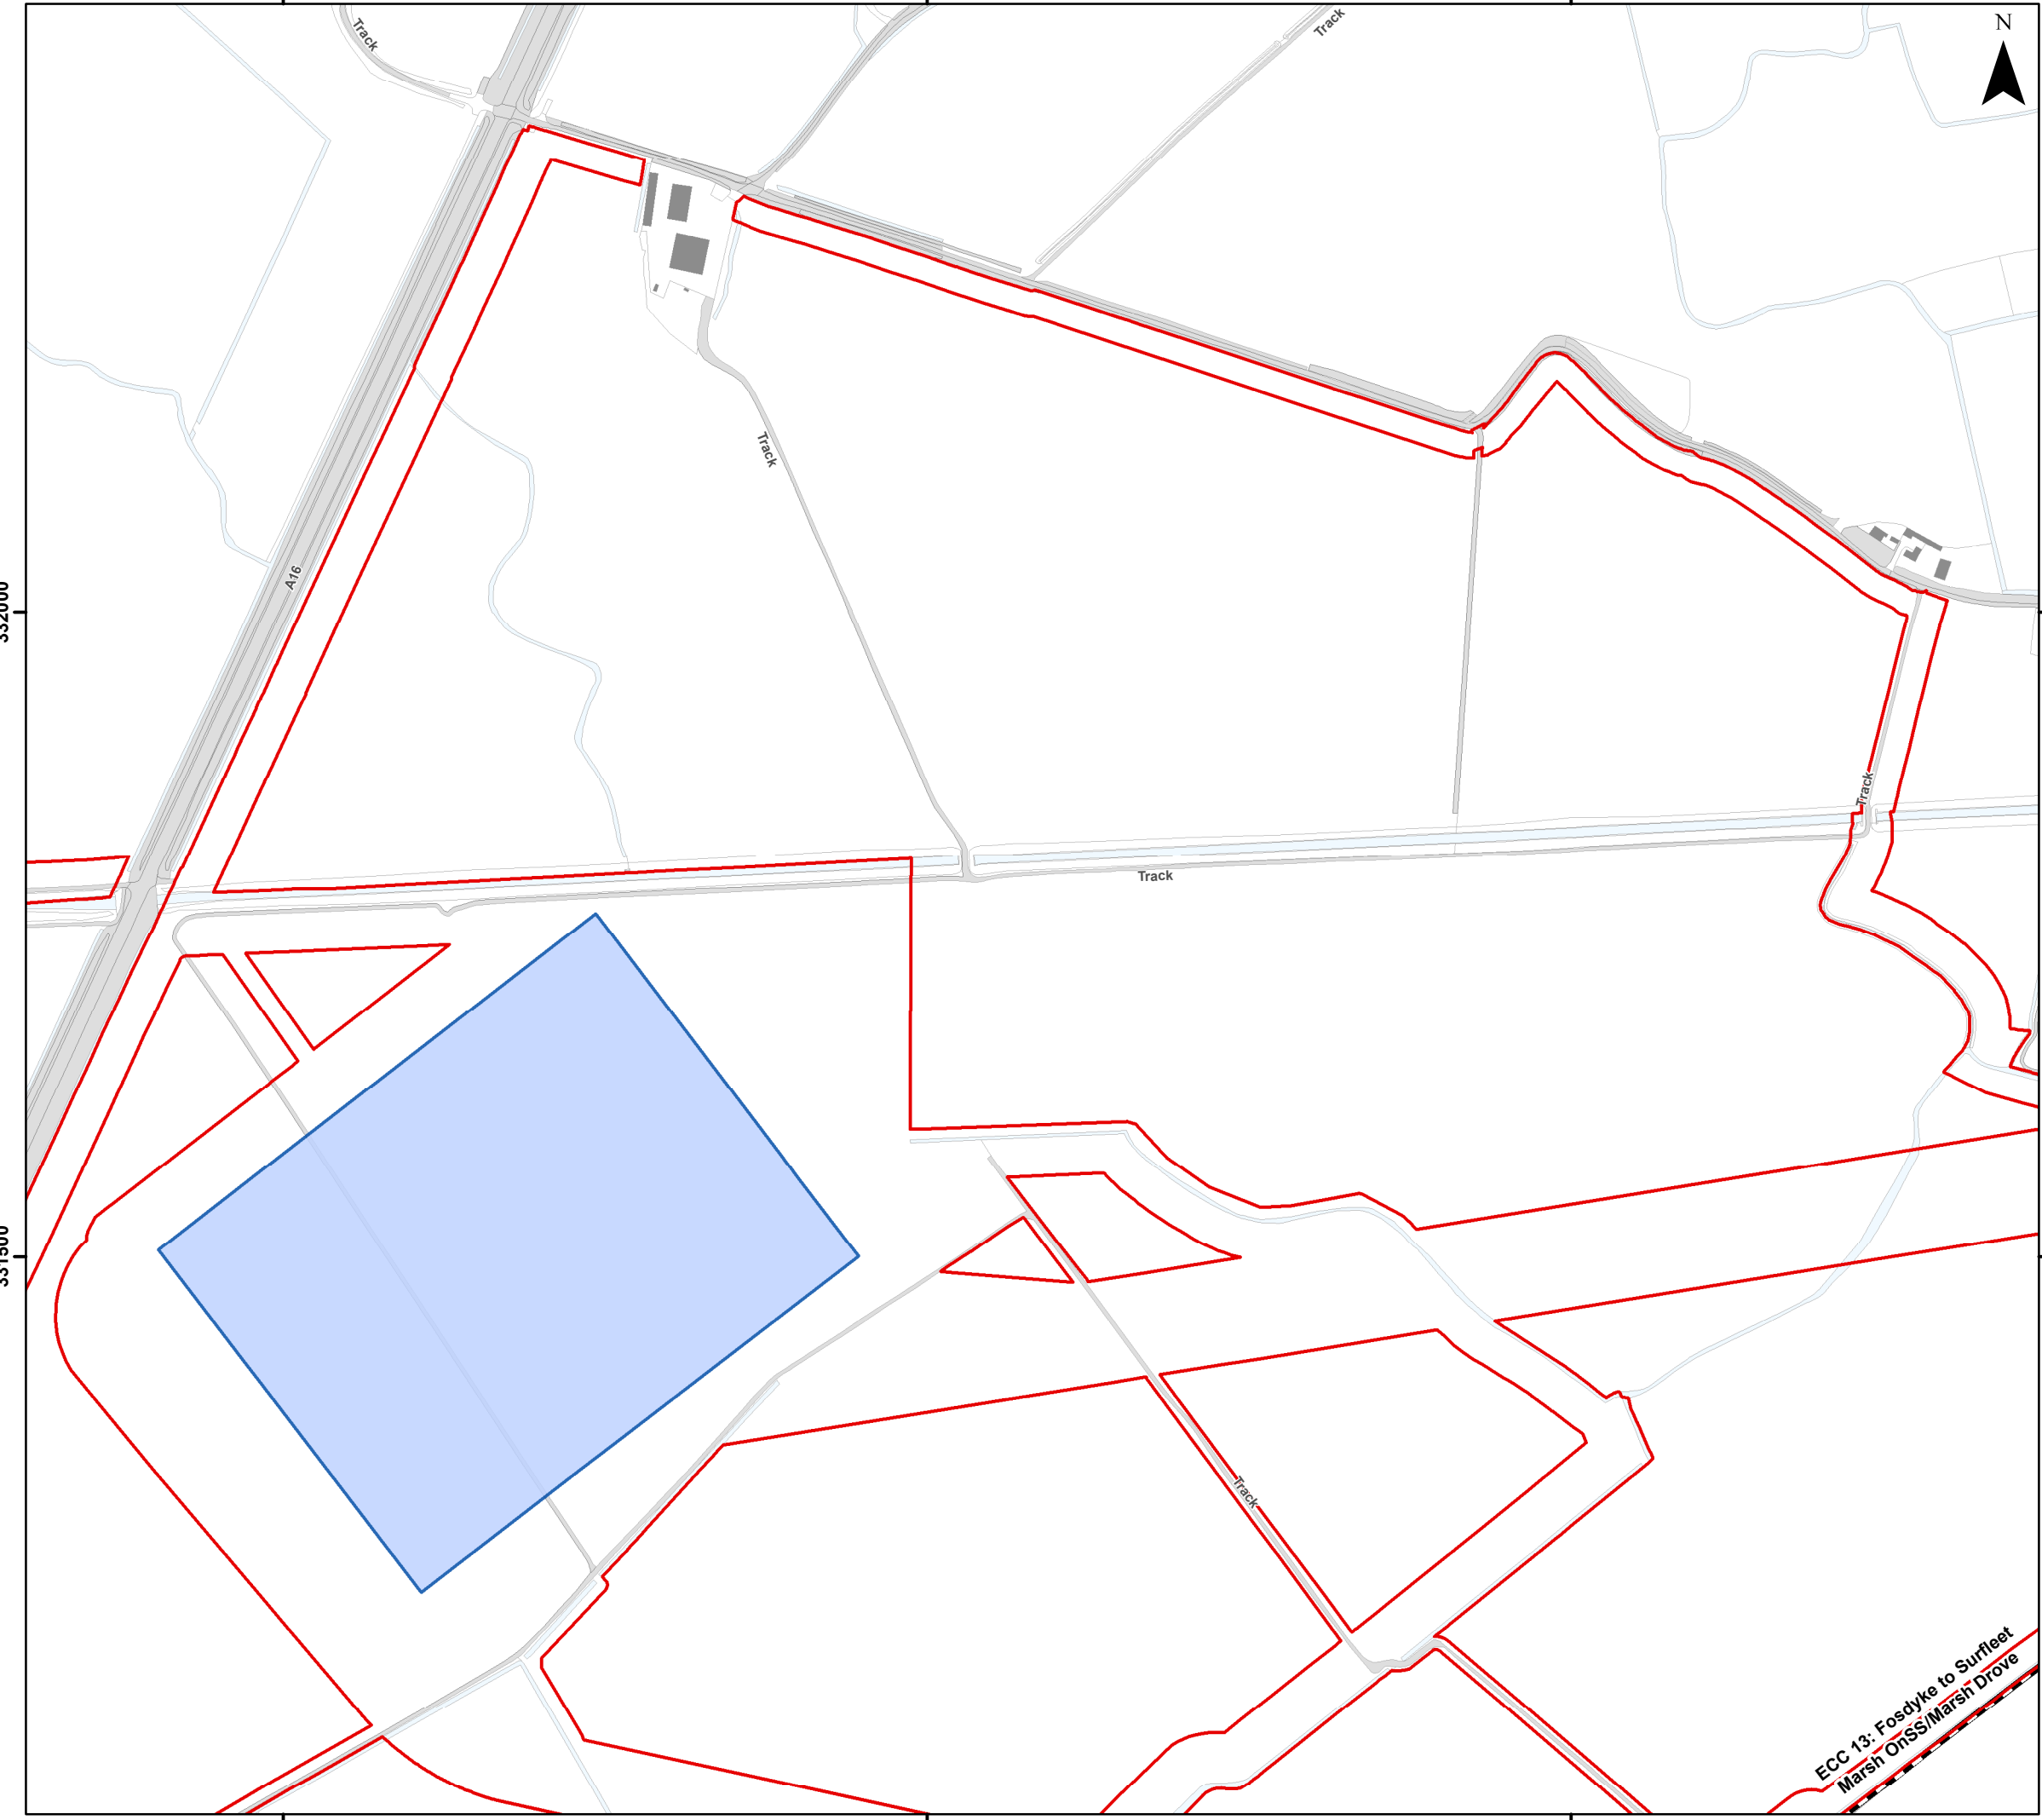 Track
Track
N
Track
A16
332000
Track
Track
331500
Track
ECC 13: Fosdyke to Surfleet
Marsh OnSS/Marsh Drove